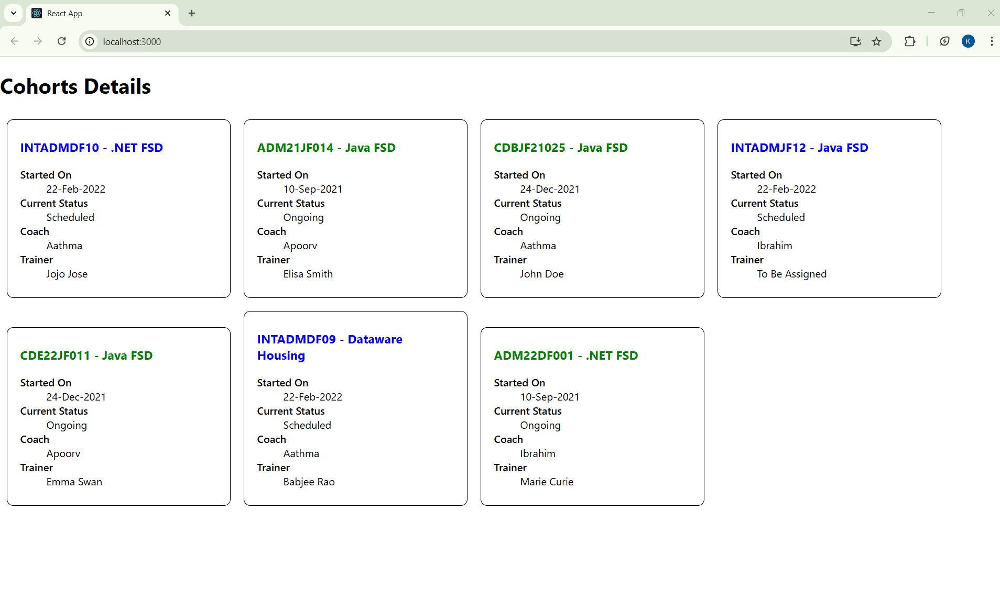 React App
localhost:3000
K
Cohorts Details
INTADMDF10 - .NET FSD
Started On
22-Feb-2022
Current Status
Scheduled
Coach
Aathma
Trainer
Jojo Jose
ADM21JF014 - Java FSD
Started On
10-Sep-2021
Current Status
Ongoing
Coach
Apoorv
Trainer
Elisa Smith
CDBJF21025 - Java FSD
Started On
24-Dec-2021
Current Status
Ongoing
Coach
Aathma
Trainer
John Doe
INTADMJF12 - Java FSD
Started On
22-Feb-2022
Current Status
Scheduled
Coach
Ibrahim
Trainer
To Be Assigned
CDE22JF011 - Java FSD
Started On
24-Dec-2021
Current Status
Ongoing
Coach
Apoorv
Trainer
Emma Swan
INTADMDF09 - Dataware
Housing
Started On
22-Feb-2022
Current Status
Scheduled
Coach
Aathma
Trainer
Babjee Rao
ADM22DF001 - .NET FSD
Started On
10-Sep-2021
Current Status
Ongoing
Coach
Ibrahim
Trainer
Marie Curie